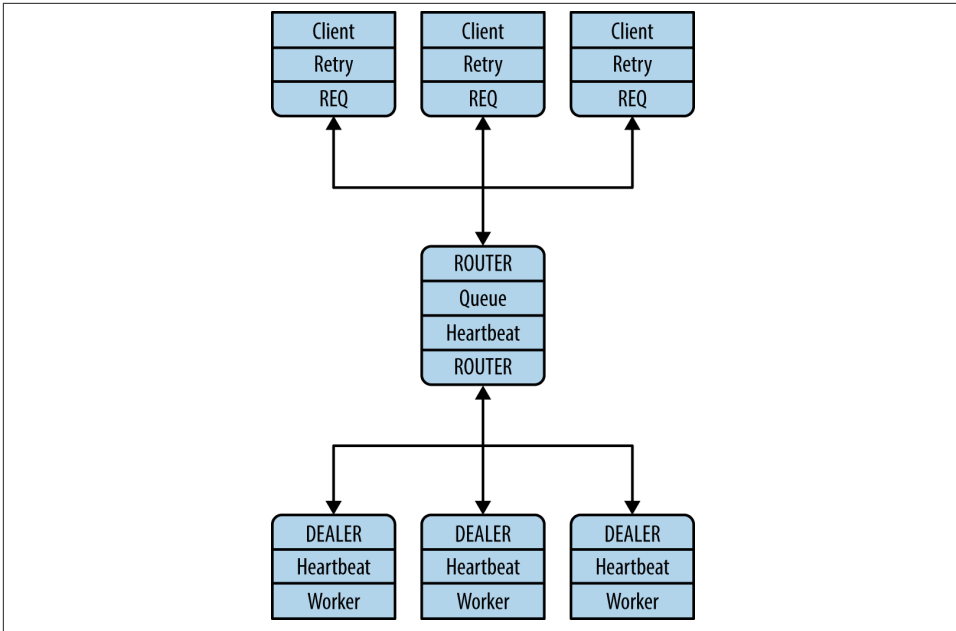 Client Client Client
Retry Retry Retry
REQ REQ REQ
ROUTER
Queue
Heartbeat
ROUTER
DEALER DEALER DEALER
Heartbeat Heartbeat Heartbeat
Worker Worker Worker